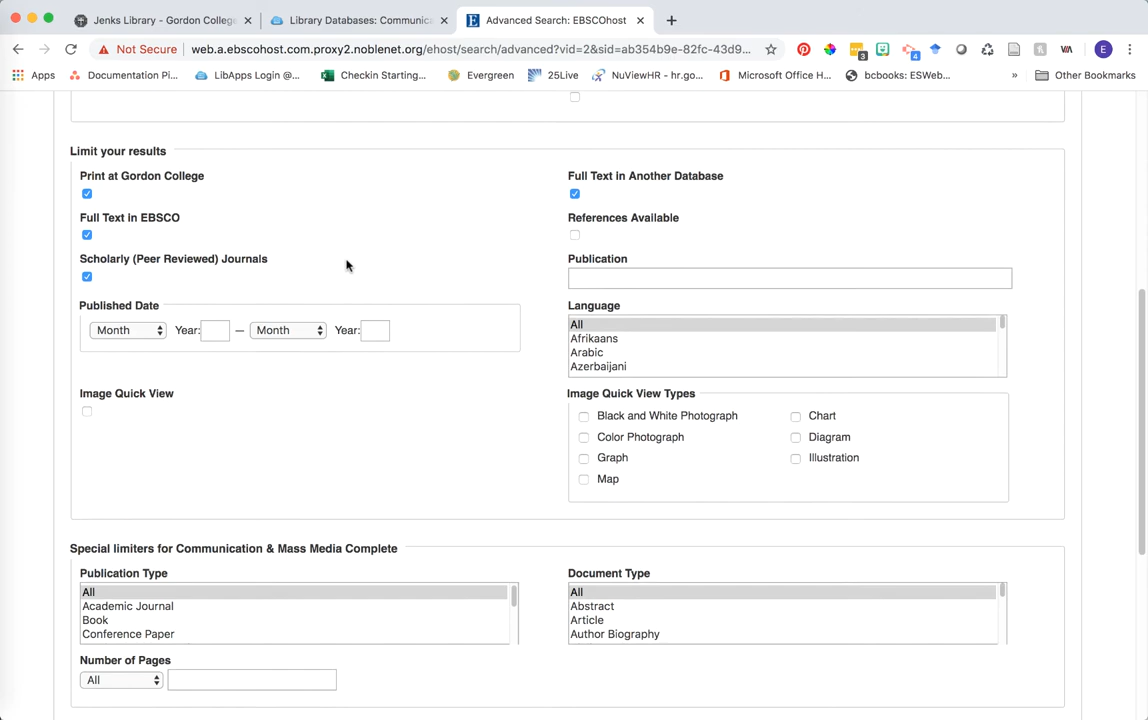 Jenks Library - Gordon College
Library Databases: Communica
Advanced Search: EBSCOhost
Not Secure
web.a.ebscohost.com.proxy2.noblenet.org/ehost/search/advanced?vid=2&sid=ab354b9e-82fc-43d9...
3
4
VIA
E
Apps
Documentation Pi...
LibApps Login @...
Checkin Starting...
Evergreen
25Live
NuViewHR - hr.go...
Microsoft Office H...
bcbooks: ESWeb...
»
Other Bookmarks
Limit your results
Print at Gordon College
Full Text in Another Database
Full Text in EBSCO
References Available
Scholarly (Peer Reviewed) Journals
Publication
Published Date
Month Year: — Month Year:
Language
All
Afrikaans
Arabic
Azerbaijani
Image Quick View
Image Quick View Types
Black and White Photograph
Chart
Color Photograph
Diagram
Graph
Illustration
Map
Special limiters for Communication & Mass Media Complete
Publication Type
All
Academic Journal
Book
Conference Paper
Document Type
All
Abstract
Article
Author Biography
Number of Pages
All